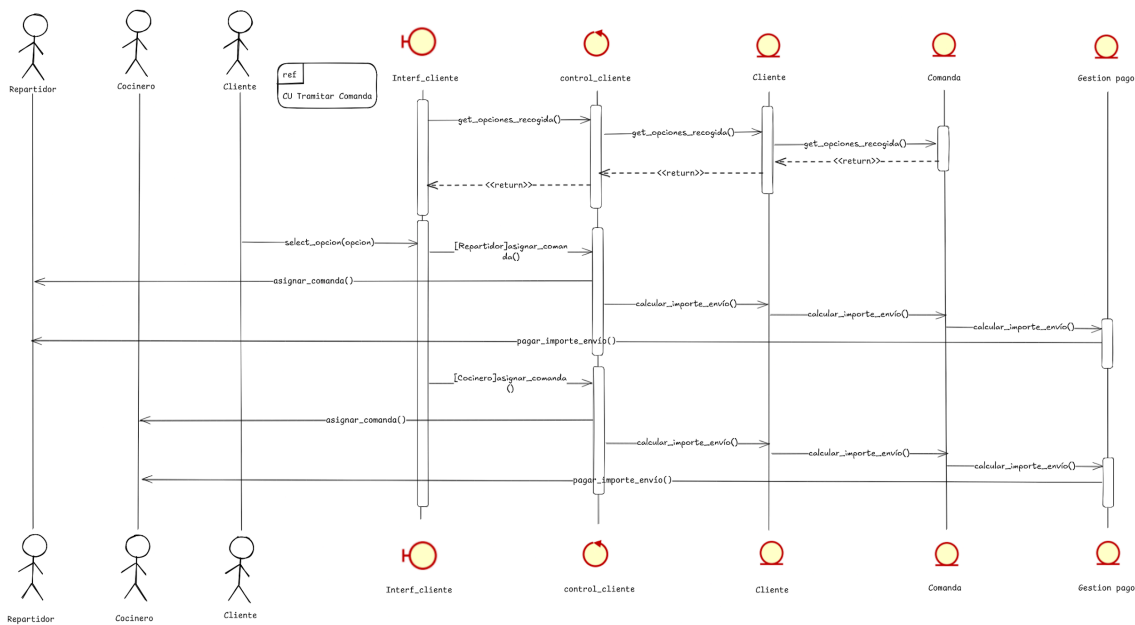 Repartidor
Cocinero
Cliente
ref
CU Tramitar Comanda
Interf_cliente
control_cliente
Cliente
Comanda
Gestion pago
get_opciones_recogida()
get_opciones_recogida()
get_opciones_recogida()
<<return>>
<<return>>
<<return>>
select_opcion(opcion)
[Repartidor]asignar_coman
da()
asignar_comanda()
calcular_importe_envío()
calcular_importe_envío()
calcular_importe_envío()
pagar_importe_envío()
[Cocinero]asignar_comanda
()
asignar_comanda()
calcular_importe_envío()
calcular_importe_envío()
calcular_importe_envío()
pagar_importe_envío()
Repartidor
Cocinero
Cliente
Interf_cliente
control_cliente
Cliente
Comanda
Gestion pago